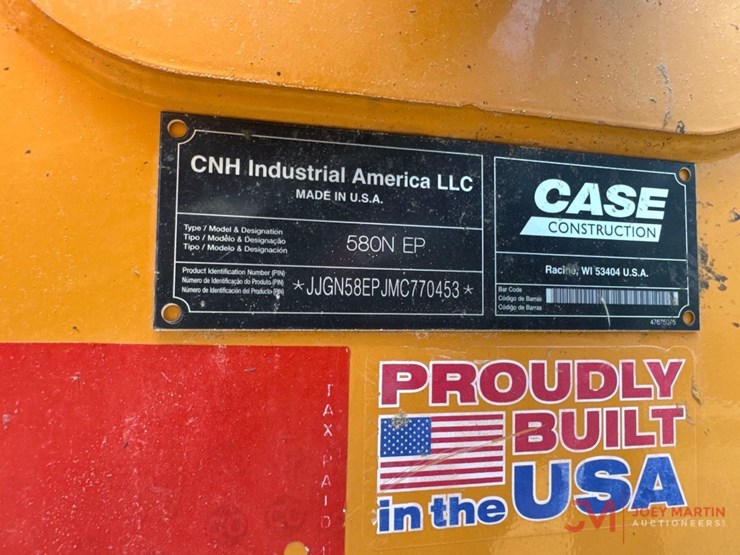 CNH Industrial America LLC
MADE IN U.S.A.
Type / Model & Designation
Tipo / Modelo & Designação
Tipo / Modelo & Designación
580N EP
Product Identification Number (PIN)
Número de Identificação do Produto (PIN)
Número de Identificación del Producto (PIN)
*JJGN58EPJMC770453*
CASE
CONSTRUCTION
Racine, WI 53404 U.S.A.
Bar Code
Código de Barras
Código de Barras
TAX PAID
PROUDLY
BUILT
in the USA
JOEY MARTIN
AUCTIONEERS